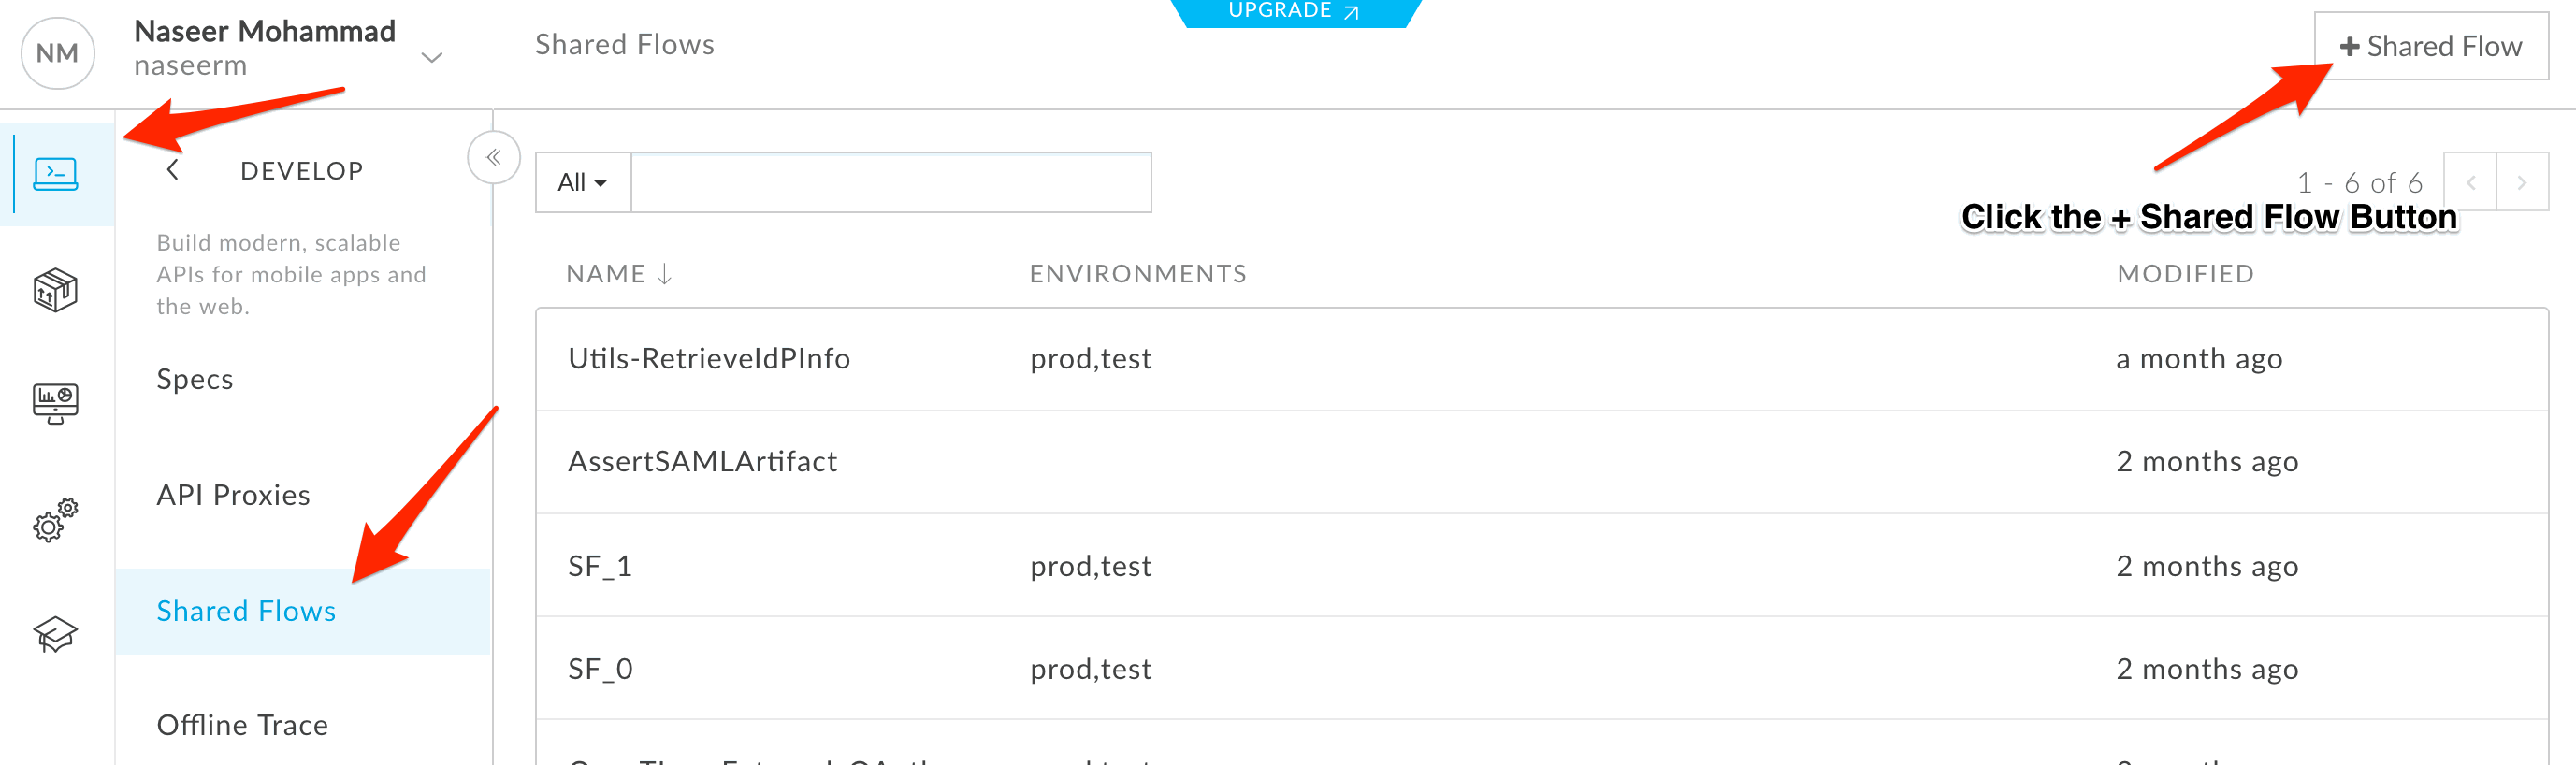 NM
Naseer Mohammad
naseerm
Shared Flows
UPGRADE
+ Shared Flow
DEVELOP
Build modern, scalable
APIs for mobile apps and
the web.
Specs
API Proxies
Shared Flows
Offline Trace
All
1 - 6 of 6
Click the + Shared Flow Button
NAME ENVIRONMENTS MODIFIED
Utils-RetrieveIdPInfo prod,test a month ago
AssertSAMLArtifact 2 months ago
SF_1 prod,test 2 months ago
SF_0 prod,test 2 months ago